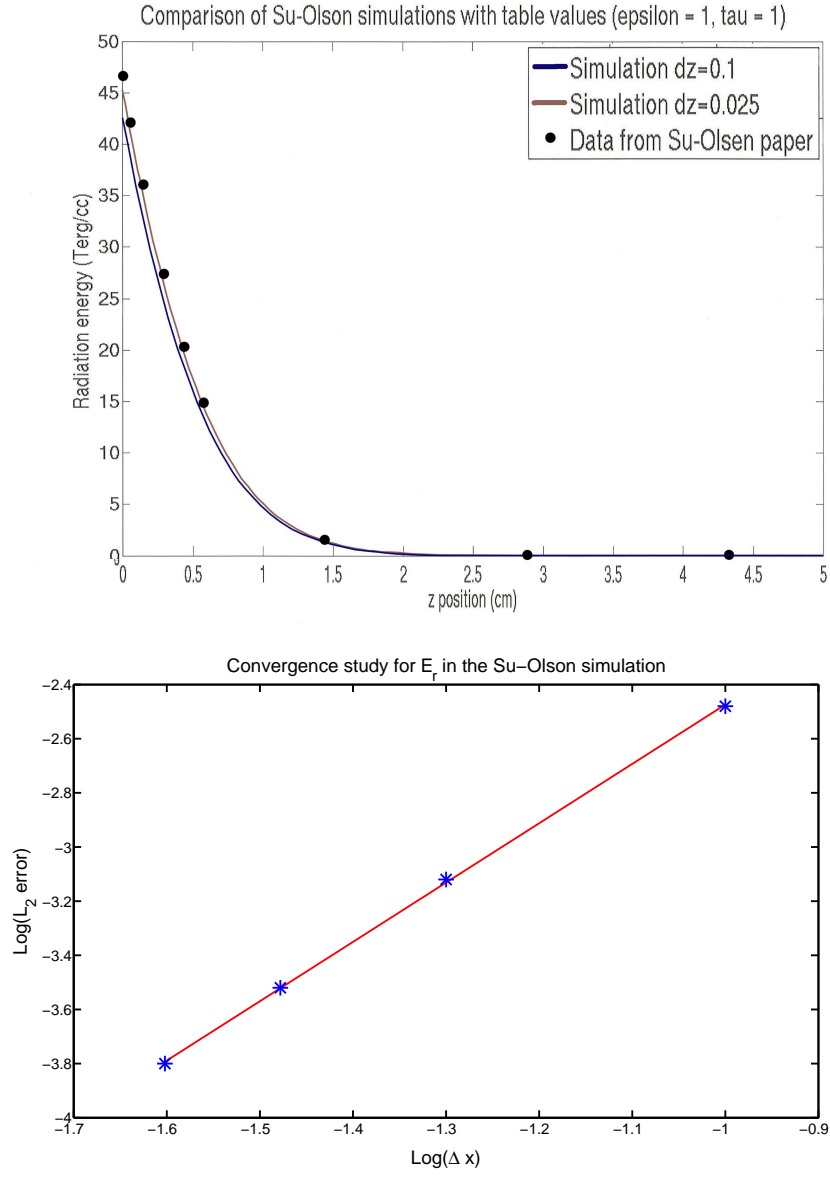 Comparison of Su-Olson simulations with table values (epsilon = 1, tau = 1)
50
45
40
35
30
25
20
15
10
5
0
0
Radiation energy (Terg/cc)
Simulation dz=0.1
Simulation dz=0.025
Data from Su-Olsen paper
0 0.5 1 1.5 2 2.5 3 3.5 4 4.5 5
z position (cm)
Convergence study for E_r in the Su−Olson simulation
−2.4
−2.6
−2.8
−3
−3.2
−3.4
−3.6
−3.8
−4
Log(L_2 error)
−1.7 −1.6 −1.5 −1.4 −1.3 −1.2 −1.1 −1 −0.9
Log(Δ x)